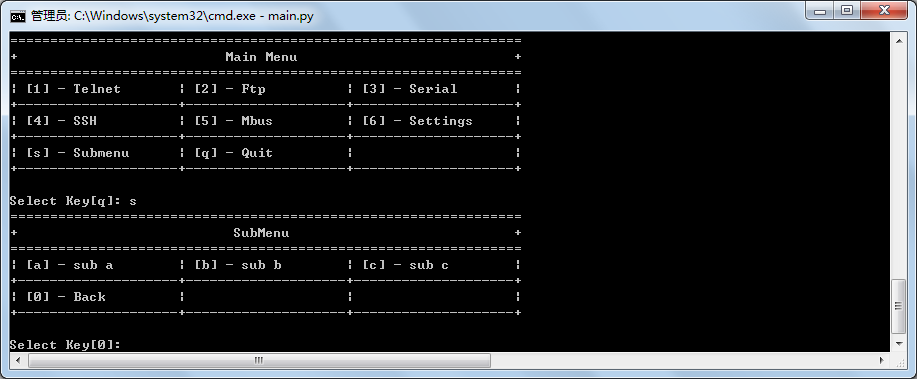 管理员: C:\Windows\system32\cmd.exe - main.py
================================================================
+                          Main Menu                           +
================================================================
¦ [1] - Telnet       ¦ [2] - Ftp          ¦ [3] - Serial       ¦
+--------------------+--------------------+--------------------+
¦ [4] - SSH          ¦ [5] - Mbus         ¦ [6] - Settings     ¦
+--------------------+--------------------+--------------------+
¦ [s] - Submenu      ¦ [q] - Quit         ¦                    ¦
+--------------------+--------------------+--------------------+
Select Key[q]: s
================================================================
+                           SubMenu                            +
================================================================
¦ [a] - sub a        ¦ [b] - sub b        ¦ [c] - sub c        ¦
+--------------------+--------------------+--------------------+
¦ [0] - Back         ¦                    ¦                    ¦
+--------------------+--------------------+--------------------+
Select Key[0]: